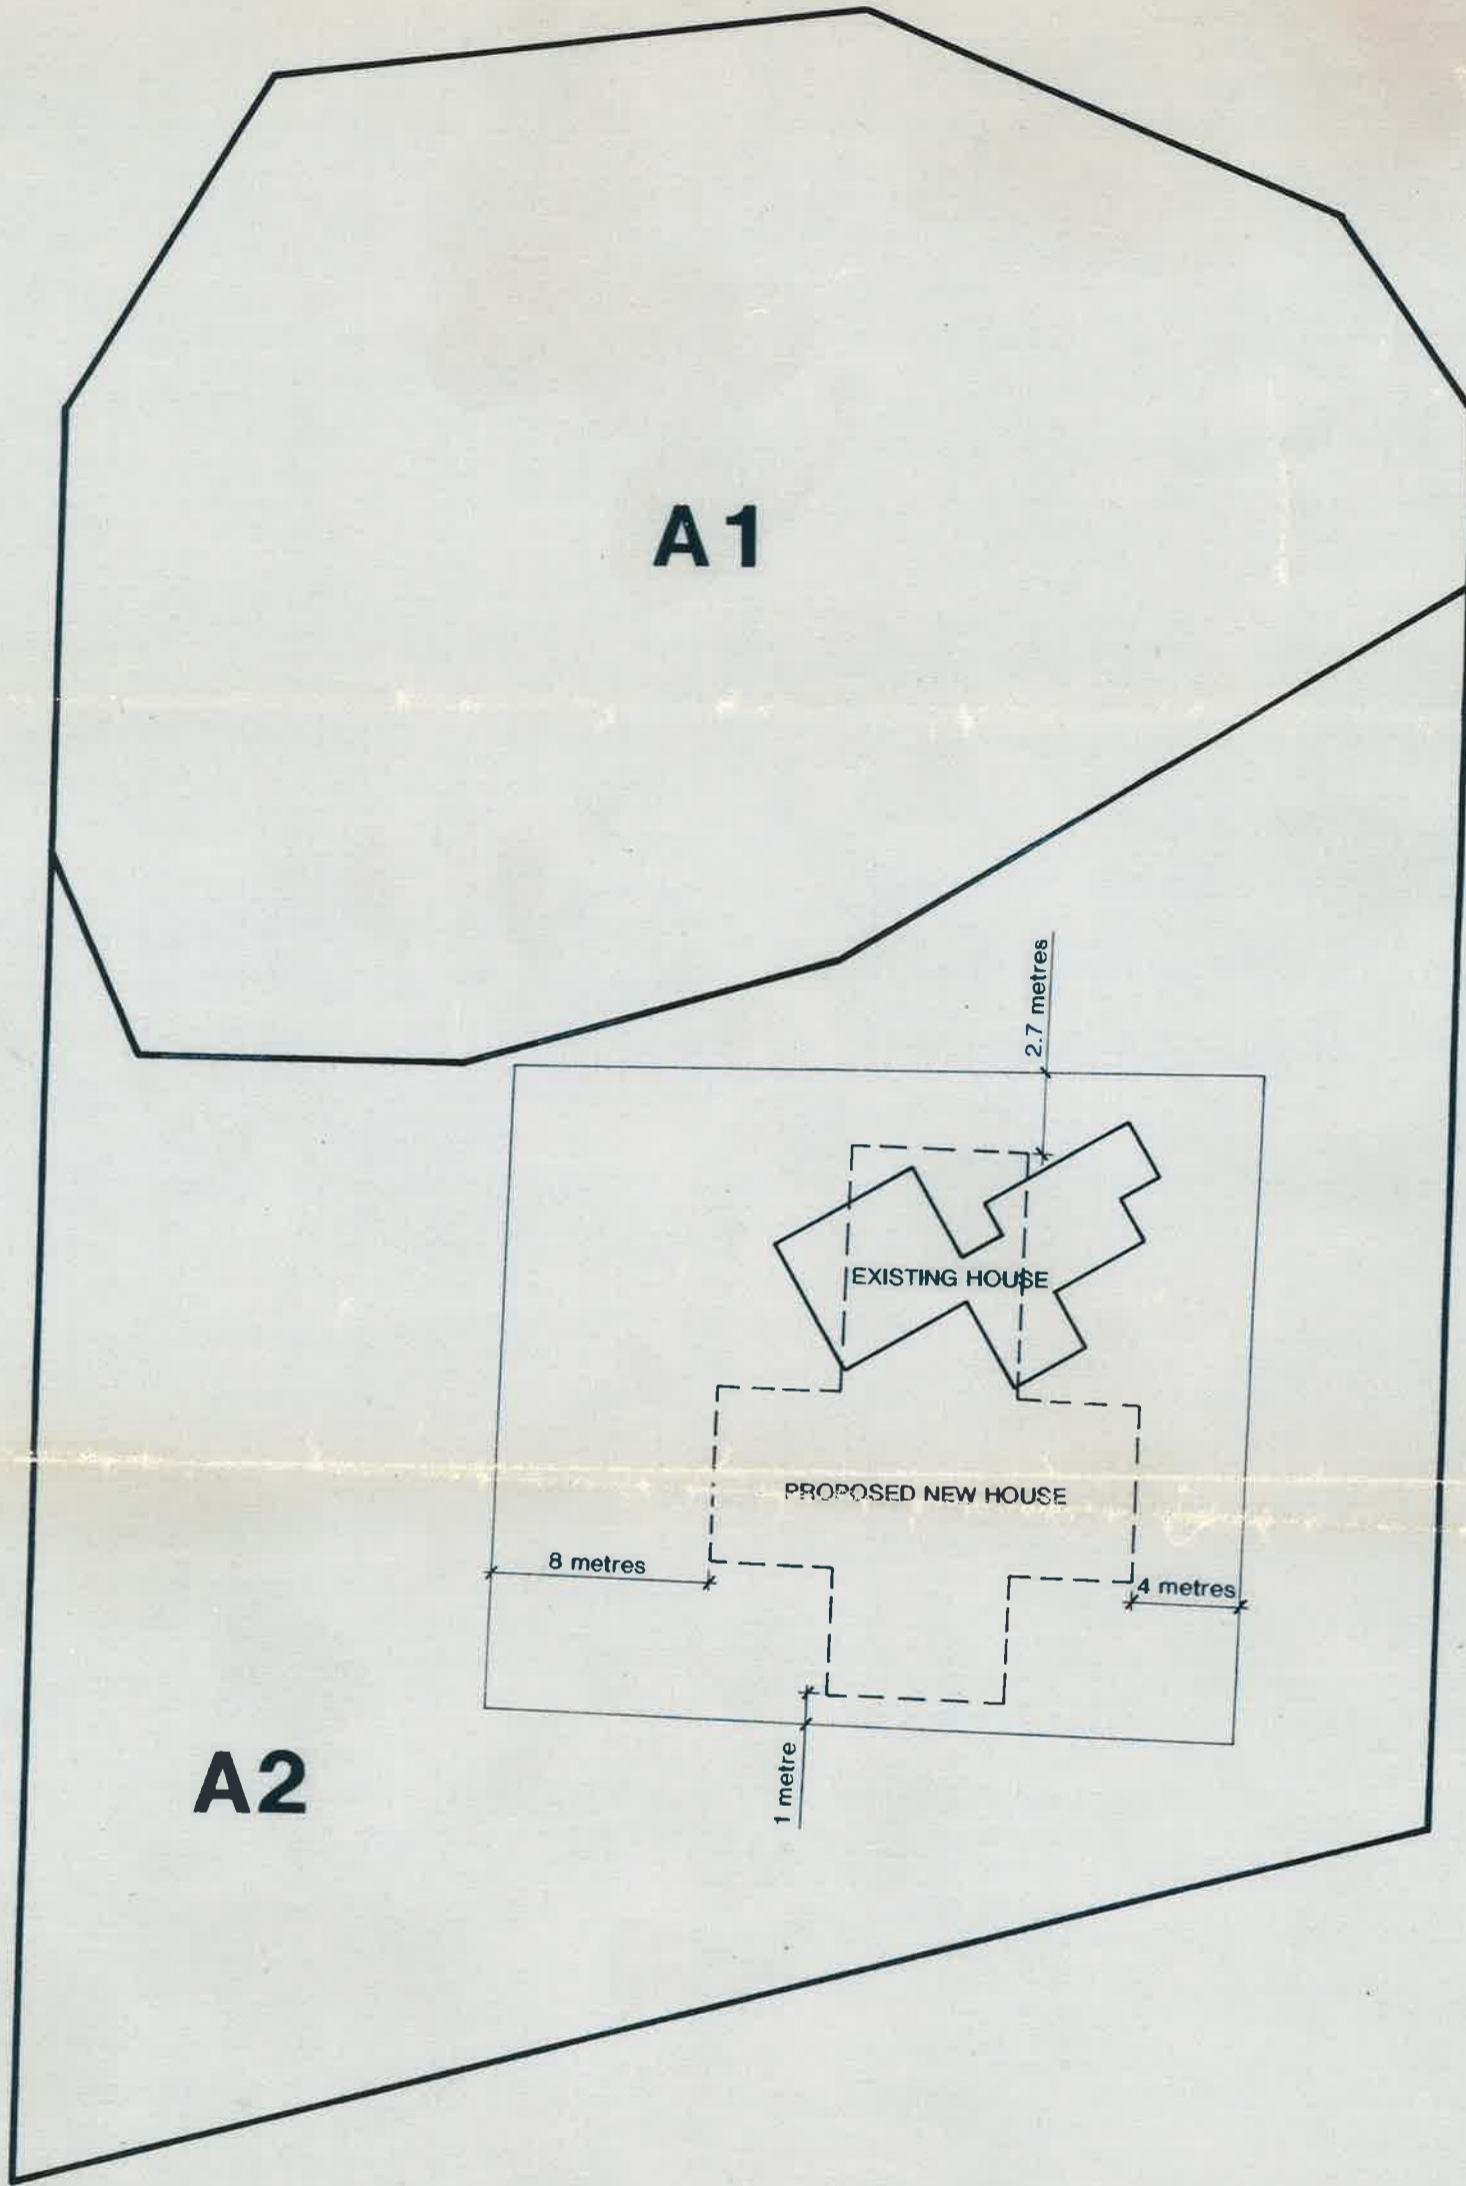 A1
2.7 metres
EXISTING HOUSE
PROPOSED NEW HOUSE
8 metres
4 metres
1 metre
A2